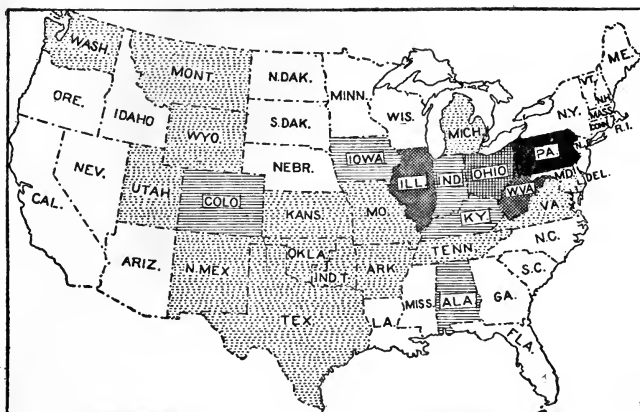 WASH.
MONT.
N.DAK.
MINN.
ME.
VT.
N.H.
ORE.
IDAHO
S.DAK.
WIS.
MICH.
N.Y.
MASS.
CONN.
R.I.
WYO.
NEBR.
IOWA
PA.
N.J.
NEV.
UTAH
COLO
ILL.
IND
OHIO
W.VA.
MD.
DEL.
CAL.
KANS.
MO.
KY.
VA.
ARIZ.
N.MEX
OKLA.
IND.T.
ARK.
TENN.
N.C.
S.C.
TEX.
LA.
MISS.
ALA
GA.
FLA.